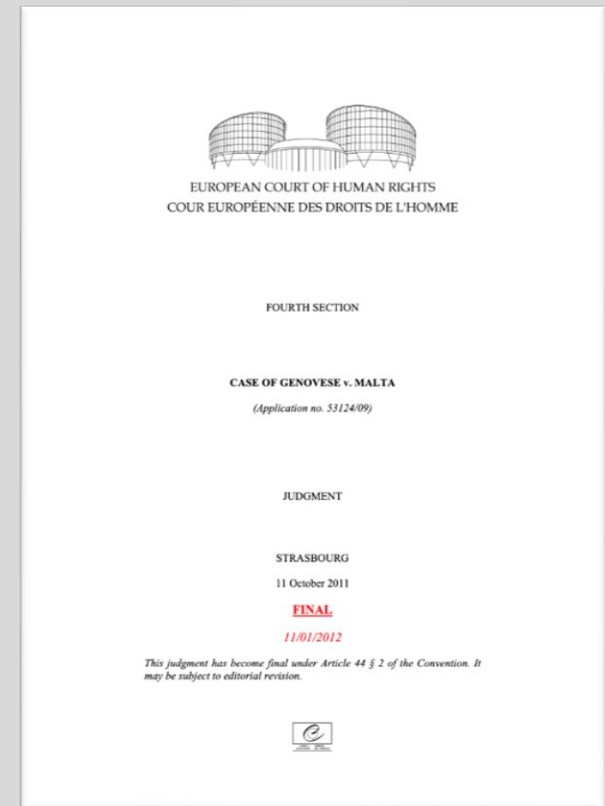 EUROPEAN COURT OF HUMAN RIGHTS
COUR EUROPÉENNE DES DROITS DE L'HOMME
FOURTH SECTION
CASE OF GENOVESE v. MALTA
(Application no. 53124/09)
JUDGMENT
STRASBOURG
11 October 2011
FINAL
11/01/2012
This judgment has become final under Article 44 § 2 of the Convention. It
may be subject to editorial revision.